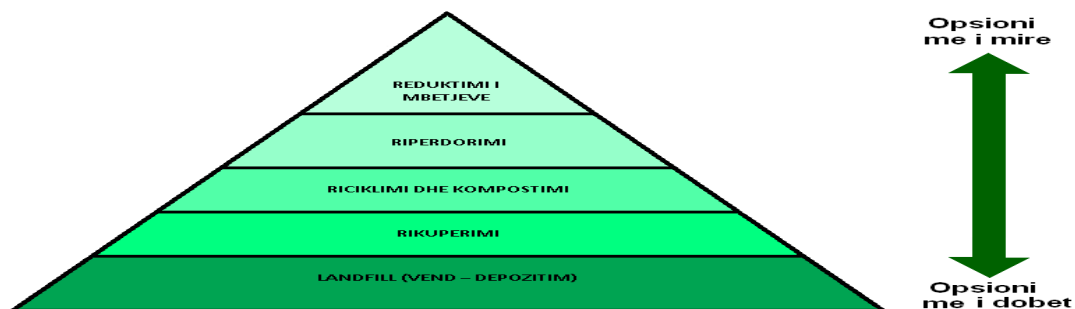 Opsioni
me i mire
REDUKTIMI I
MBETJEVE
RIPERDORIMI
RICIKLIMI DHE KOMPOSTIMI
RIKUPERIMI
LANDFILL (VEND – DEPOZITIM)
Opsioni
me i dobet